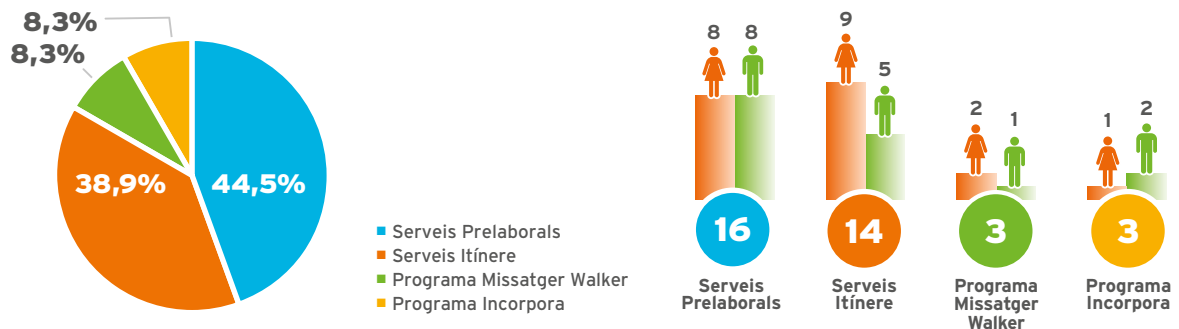 8,3%
8,3%
38,9%
44,5%
Serveis Prelaborals
Serveis Itínere
Programa Missatger Walker
Programa Incorpora
8 8
9
5
2
1
1
2
16
14
3
3
Serveis
Prelaborals
Serveis
Itínere
Programa
Missatger
Walker
Programa
Incorpora